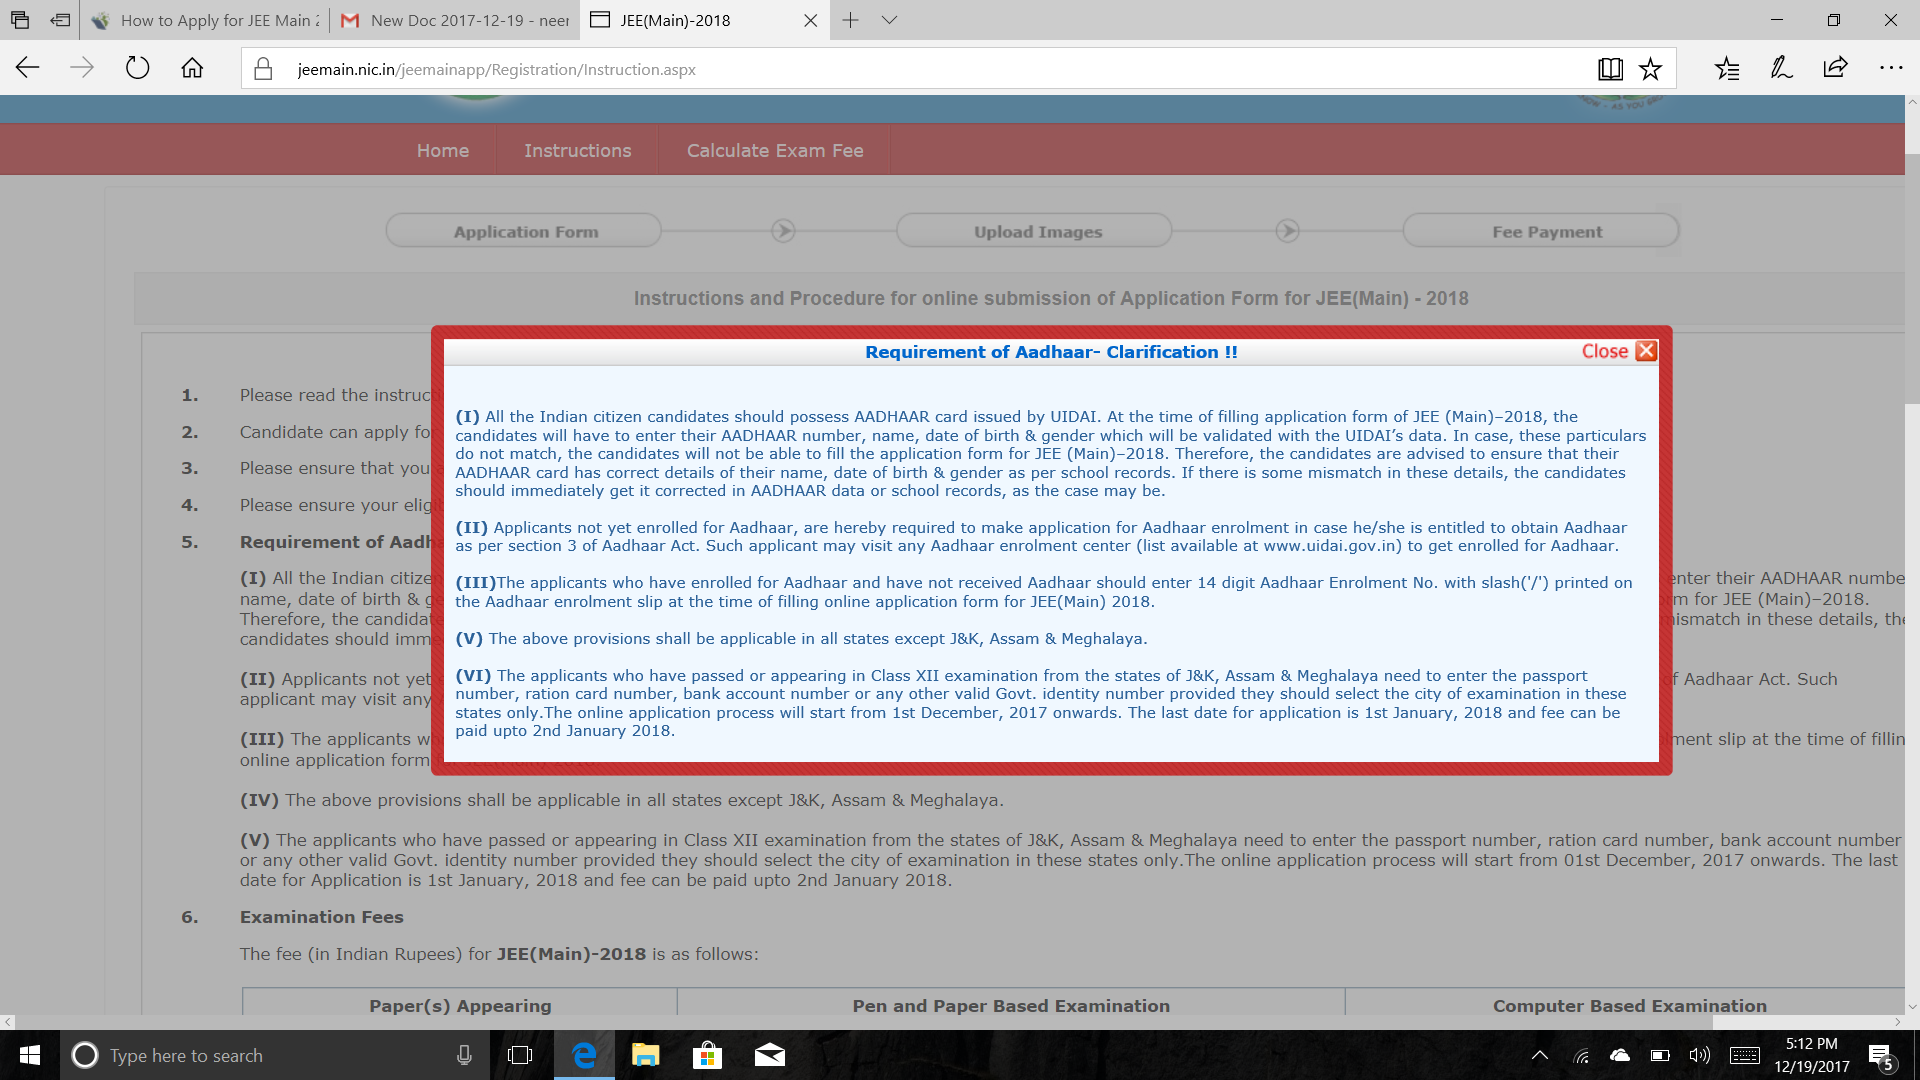 How to Apply for JEE Main
New Doc 2017-12-19 - neer
JEE(Main)-2018
jeemain.nic.in/jeemainapp/Registration/Instruction.aspx
Home
Instructions
Calculate Exam Fee
Application Form
Upload Images
Fee Payment
Instructions and Procedure for online submission of Application Form for JEE(Main) - 2018
Requirement of Aadhaar- Clarification !!
Close
(I) All the Indian citizen candidates should possess AADHAAR card issued by UIDAI. At the time of filling application form of JEE (Main)–2018, the
candidates will have to enter their AADHAAR number, name, date of birth & gender which will be validated with the UIDAI’s data. In case, these particulars
do not match, the candidates will not be able to fill the application form for JEE (Main)–2018. Therefore, the candidates are advised to ensure that their
AADHAAR card has correct details of their name, date of birth & gender as per school records. If there is some mismatch in these details, the candidates
should immediately get it corrected in AADHAAR data or school records, as the case may be.
(II) Applicants not yet enrolled for Aadhaar, are hereby required to make application for Aadhaar enrolment in case he/she is entitled to obtain Aadhaar
as per section 3 of Aadhaar Act. Such applicant may visit any Aadhaar enrolment center (list available at www.uidai.gov.in) to get enrolled for Aadhaar.
(III)The applicants who have enrolled for Aadhaar and have not received Aadhaar should enter 14 digit Aadhaar Enrolment No. with slash('/') printed on
the Aadhaar enrolment slip at the time of filling online application form for JEE(Main) 2018.
(V) The above provisions shall be applicable in all states except J&K, Assam & Meghalaya.
(VI) The applicants who have passed or appearing in Class XII examination from the states of J&K, Assam & Meghalaya need to enter the passport
number, ration card number, bank account number or any other valid Govt. identity number provided they should select the city of examination in these
states only.The online application process will start from 1st December, 2017 onwards. The last date for application is 1st January, 2018 and fee can be
paid upto 2nd January 2018.
1. Please read the instruc
2. Candidate can apply fo
3. Please ensure that you
4. Please ensure your elig
5. Requirement of Aadh
(I) All the Indian citize enter their AADHAAR numbe
name, date of birth & g m for JEE (Main)–2018.
Therefore, the candidat ismatch in these details, the
candidates should imm
(II) Applicants not yet f Aadhaar Act. Such
applicant may visit any
(III) The applicants w ment slip at the time of fillin
online application form
(IV) The above provisions shall be applicable in all states except J&K, Assam & Meghalaya.
(V) The applicants who have passed or appearing in Class XII examination from the states of J&K, Assam & Meghalaya need to enter the passport number, ration card number, bank account number
or any other valid Govt. identity number provided they should select the city of examination in these states only.The online application process will start from 01st December, 2017 onwards. The last
date for Application is 1st January, 2018 and fee can be paid upto 2nd January 2018.
6. Examination Fees
The fee (in Indian Rupees) for JEE(Main)-2018 is as follows:
Paper(s) Appearing
Pen and Paper Based Examination
Computer Based Examination
Type here to search
5:12 PM
12/19/2017
5